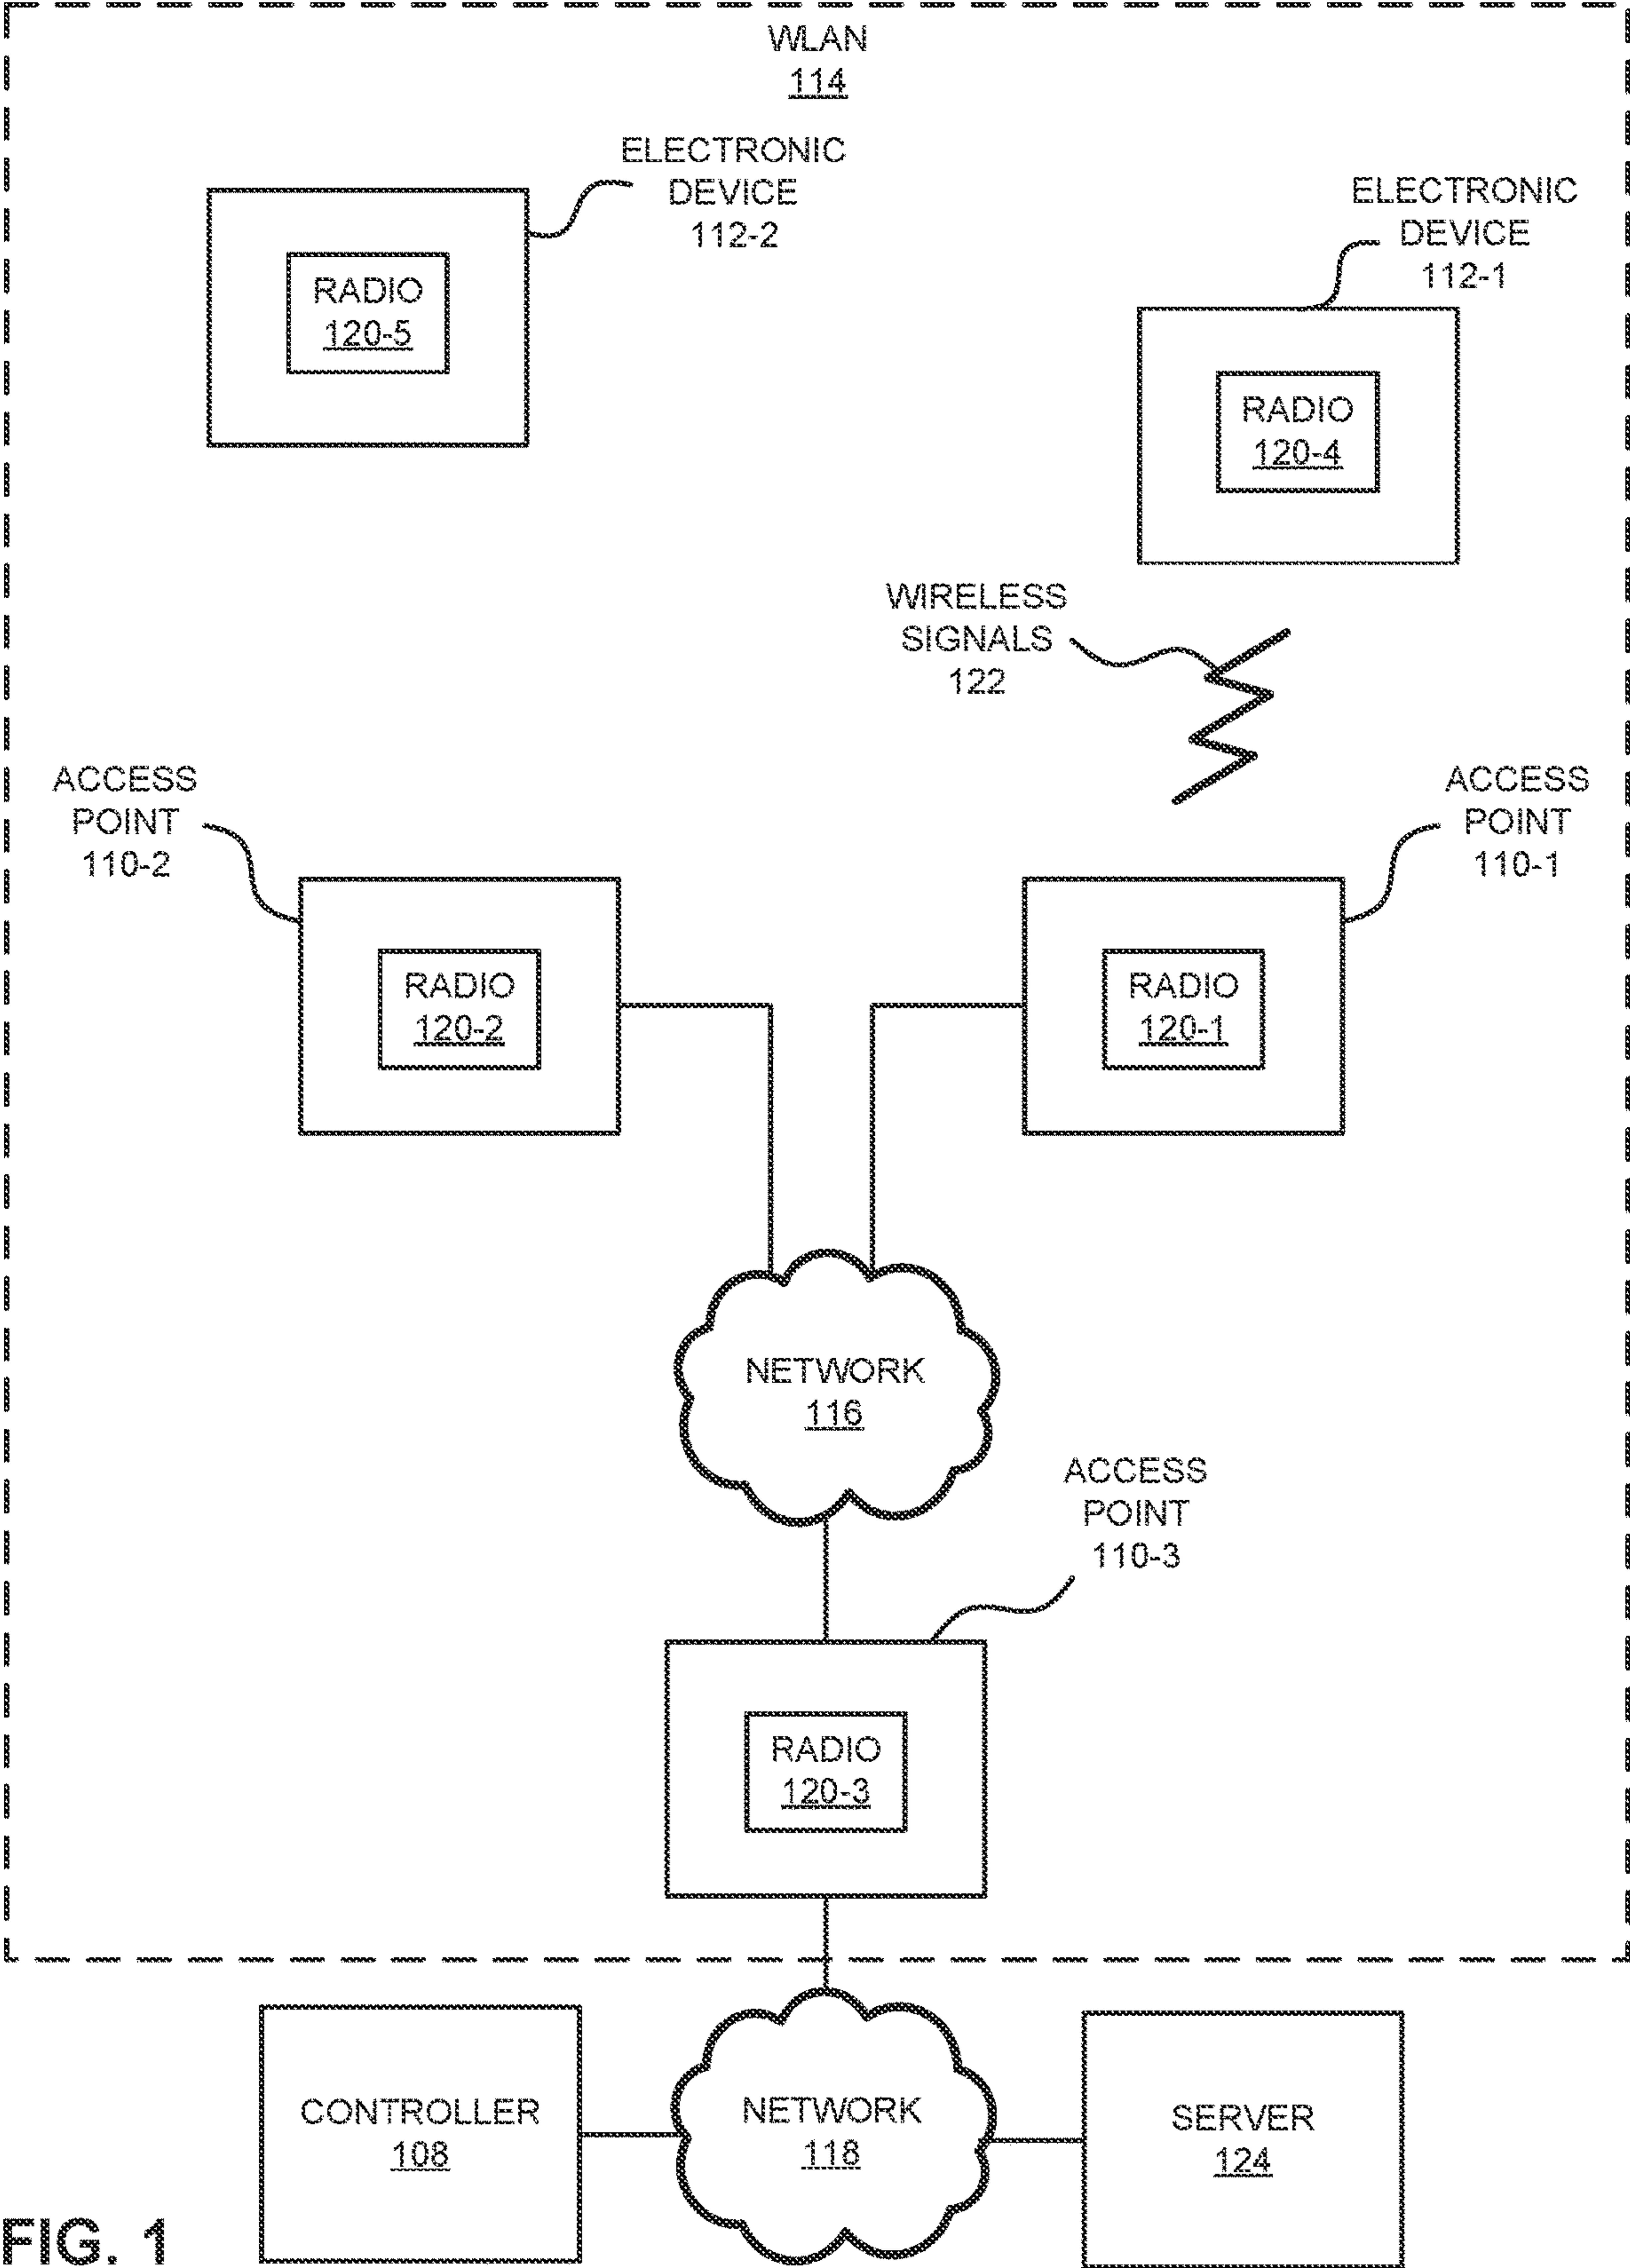 WLAN
114
ELECTRONIC
DEVICE
112-2
ELECTRONIC
DEVICE
112-1
RADIO
120-5
RADIO
120-4
WIRELESS
SIGNALS
122
ACCESS
POINT
110-2
ACCESS
POINT
110-1
RADIO
120-2
RADIO
120-1
NETWORK
116
ACCESS
POINT
110-3
RADIO
120-3
CONTROLLER
108
NETWORK
118
SERVER
124
FIG. 1